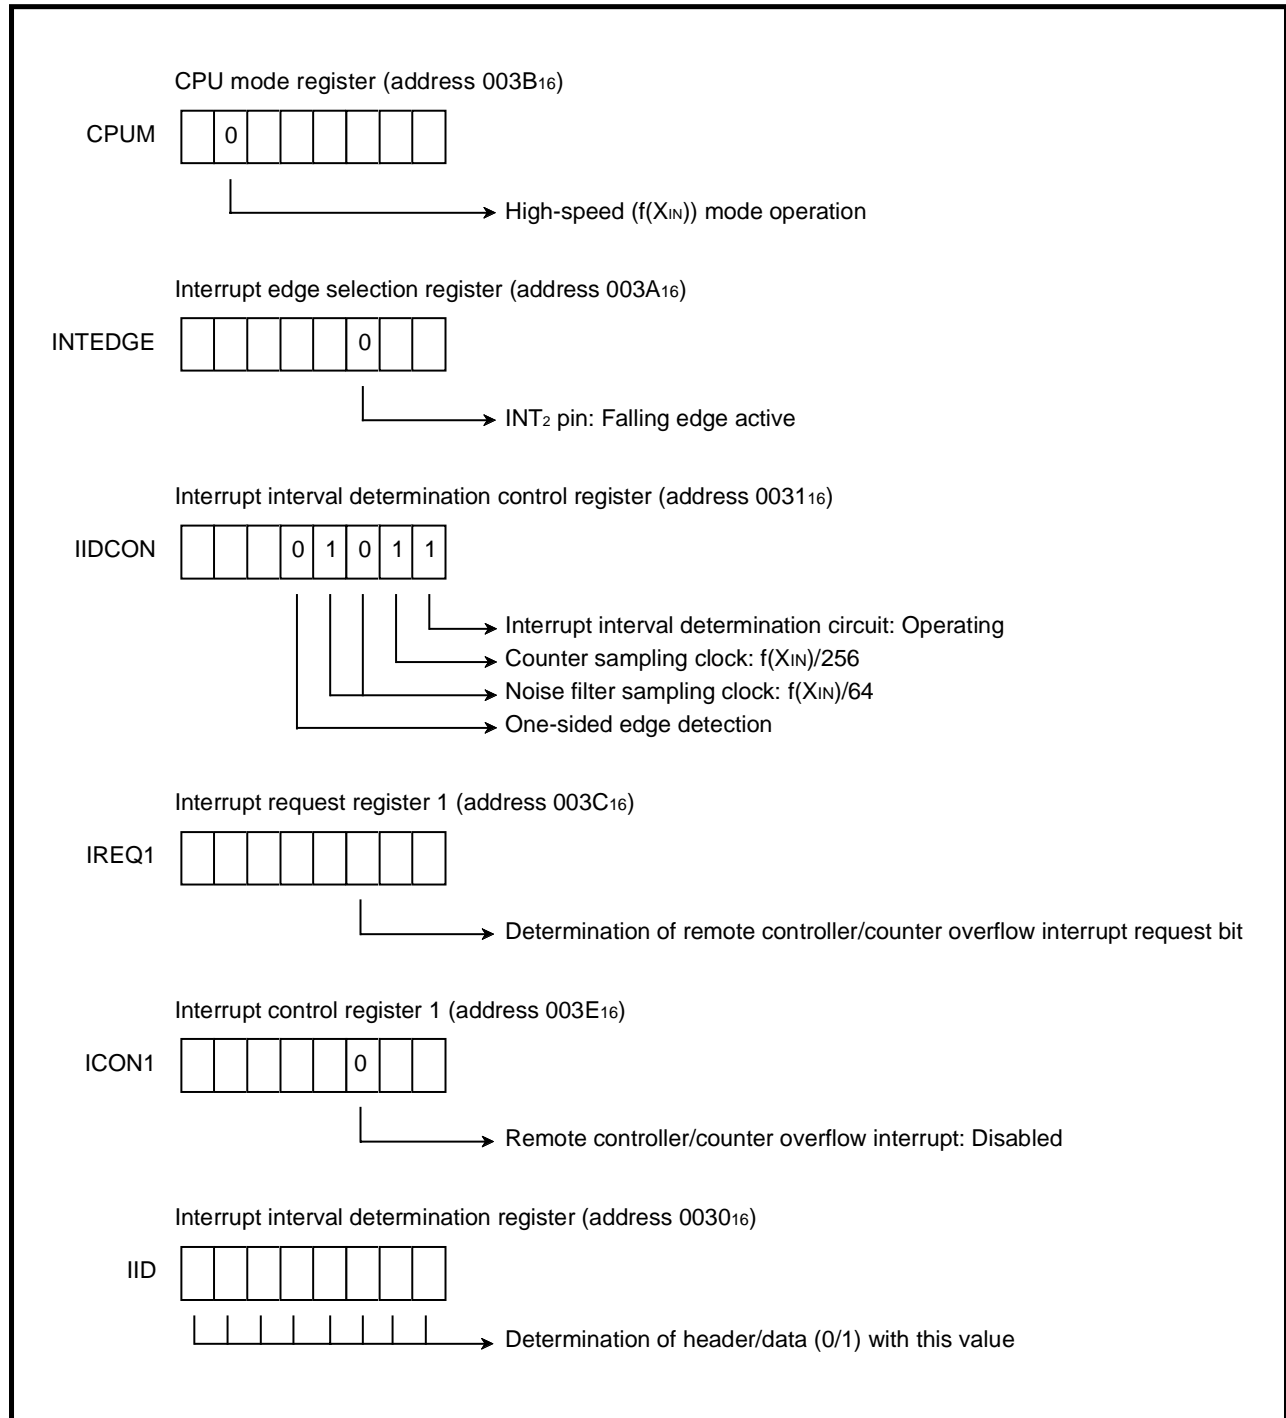 CPU mode register (address 003B16)
CPUM 0
High-speed (f(XIN)) mode operation
Interrupt edge selection register (address 003A16)
INTEDGE 0
INT2 pin: Falling edge active
Interrupt interval determination control register (address 003116)
IIDCON 0 1 0 1 1
Interrupt interval determination circuit: Operating
Counter sampling clock: f(XIN)/256
Noise filter sampling clock: f(XIN)/64
One-sided edge detection
Interrupt request register 1 (address 003C16)
IREQ1
Determination of remote controller/counter overflow interrupt request bit
Interrupt control register 1 (address 003E16)
ICON1 0
Remote controller/counter overflow interrupt: Disabled
Interrupt interval determination register (address 003016)
IID
Determination of header/data (0/1) with this value